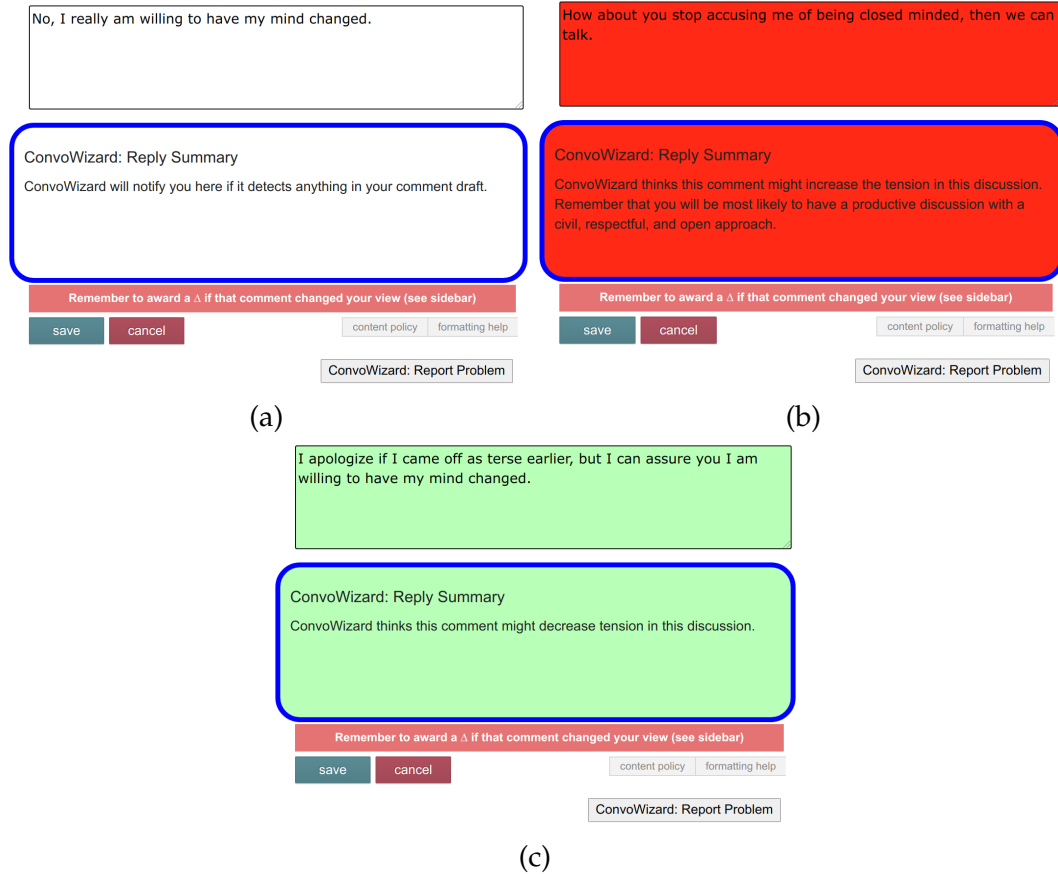 No, I really am willing to have my mind changed.
ConvoWizard: Reply Summary
ConvoWizard will notify you here if it detects anything in your comment draft.
Remember to award a Δ if that comment changed your view (see sidebar)
save cancel content policy formatting help
ConvoWizard: Report Problem
(a)
How about you stop accusing me of being closed minded, then we can
talk.
ConvoWizard: Reply Summary
ConvoWizard thinks this comment might increase the tension in this discussion.
Remember that you will be most likely to have a productive discussion with a
civil, respectful, and open approach.
Remember to award a Δ if that comment changed your view (see sidebar)
save cancel content policy formatting help
ConvoWizard: Report Problem
(b)
I apologize if I came off as terse earlier, but I can assure you I am
willing to have my mind changed.
ConvoWizard: Reply Summary
ConvoWizard thinks this comment might decrease tension in this discussion.
Remember to award a Δ if that comment changed your view (see sidebar)
save cancel content policy formatting help
ConvoWizard: Report Problem
(c)